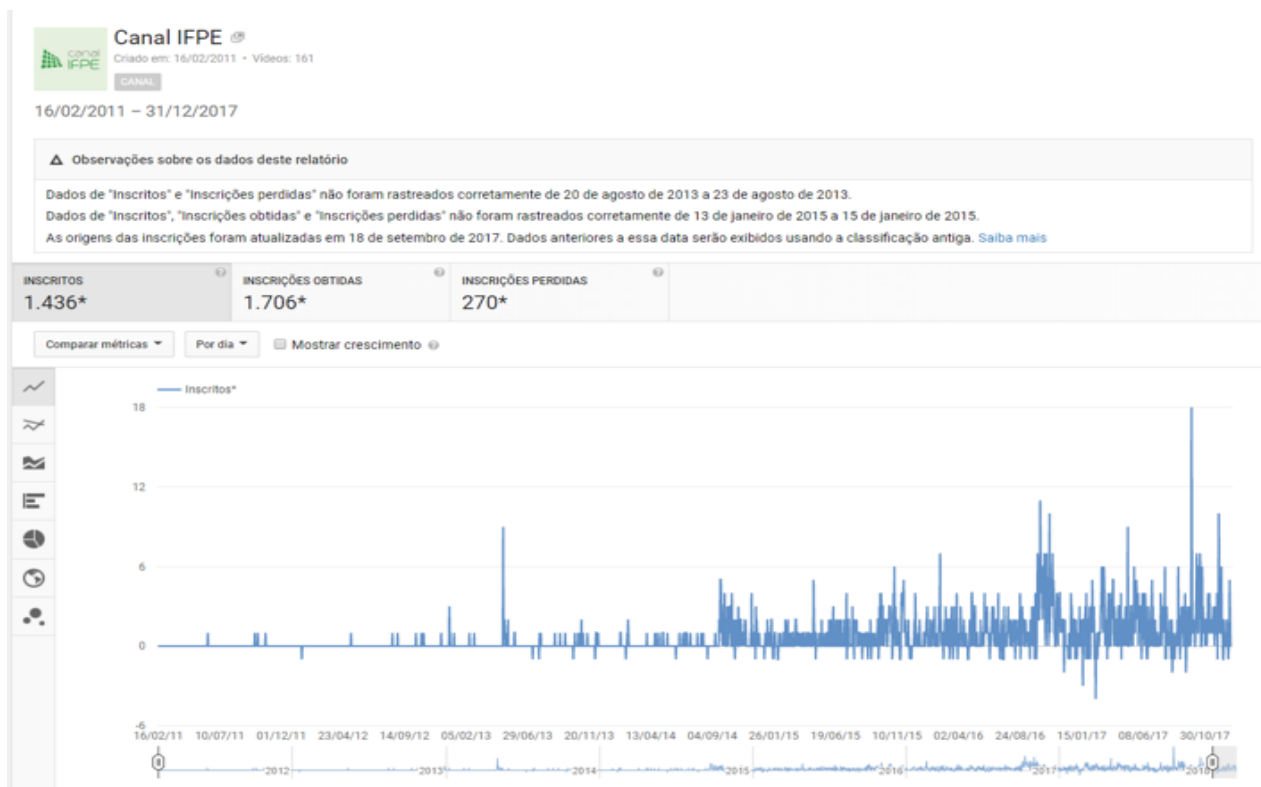 Canal IFPE
canal
IFPE
Criado em: 16/02/2011 • Vídeos: 161
CANAL
16/02/2011 – 31/12/2017
Observações sobre os dados deste relatório
Dados de "Inscritos" e "Inscrições perdidas" não foram rastreados corretamente de 20 de agosto de 2013 a 23 de agosto de 2013.
Dados de "Inscritos", "Inscrições obtidas" e "Inscrições perdidas" não foram rastreados corretamente de 13 de janeiro de 2015 a 15 de janeiro de 2015.
As origens das inscrições foram atualizadas em 18 de setembro de 2017. Dados anteriores a essa data serão exibidos usando a classificação antiga. Saiba mais
INSCRITOS
1.436*
INSCRIÇÕES OBTIDAS
1.706*
INSCRIÇÕES PERDIDAS
270*
Comparar métricas
Por dia
Mostrar crescimento
Inscritos*
18
12
6
0
-6
16/02/11 10/07/11 01/12/11 23/04/12 14/09/12 05/02/13 29/06/13 20/11/13 13/04/14 04/09/14 26/01/15 19/06/15 10/11/15 02/04/16 24/08/16 15/01/17 08/06/17 30/10/17
2012 2013 2014 2015 2016 2017 2018